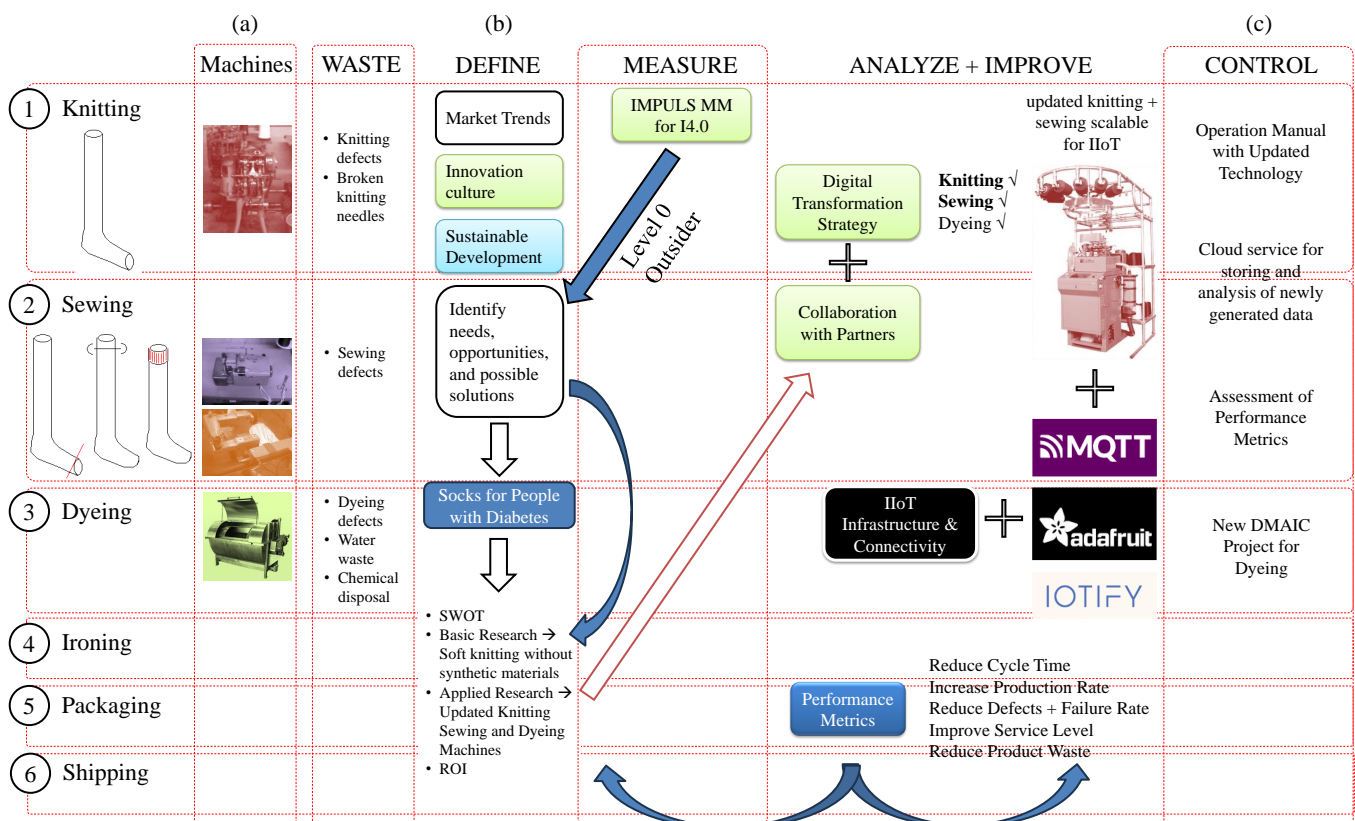 (a)
(b)
(c)
Machines
WASTE
DEFINE
MEASURE
ANALYZE + IMPROVE
CONTROL
1
Knitting
• Knitting
defects
• Broken
knitting
needles
Market Trends
Innovation
culture
Sustainable
Development
IMPULS MM
for I4.0
Level 0
Outsider
Digital
Transformation
Strategy
Knitting √
Sewing √
Dyeing √
updated knitting +
sewing scalable
for IIoT
Operation Manual
with Updated
Technology
Cloud service for
storing and
analysis of newly
generated data
2
Sewing
• Sewing
defects
Identify
needs,
opportunities,
and possible
solutions
Collaboration
with Partners
MQTT
Assessment of
Performance
Metrics
3
Dyeing
• Dyeing
defects
• Water
waste
• Chemical
disposal
Socks for People
with Diabetes
IIoT
Infrastructure &
Connectivity
adafruit
IOTIFY
New DMAIC
Project for
Dyeing
• SWOT
• Basic Research →
Soft knitting without
synthetic materials
• Applied Research →
Updated Knitting
Sewing and Dyeing
Machines
• ROI
4
Ironing
5
Packaging
Performance
Metrics
Reduce Cycle Time
Increase Production Rate
Reduce Defects + Failure Rate
Improve Service Level
Reduce Product Waste
6
Shipping